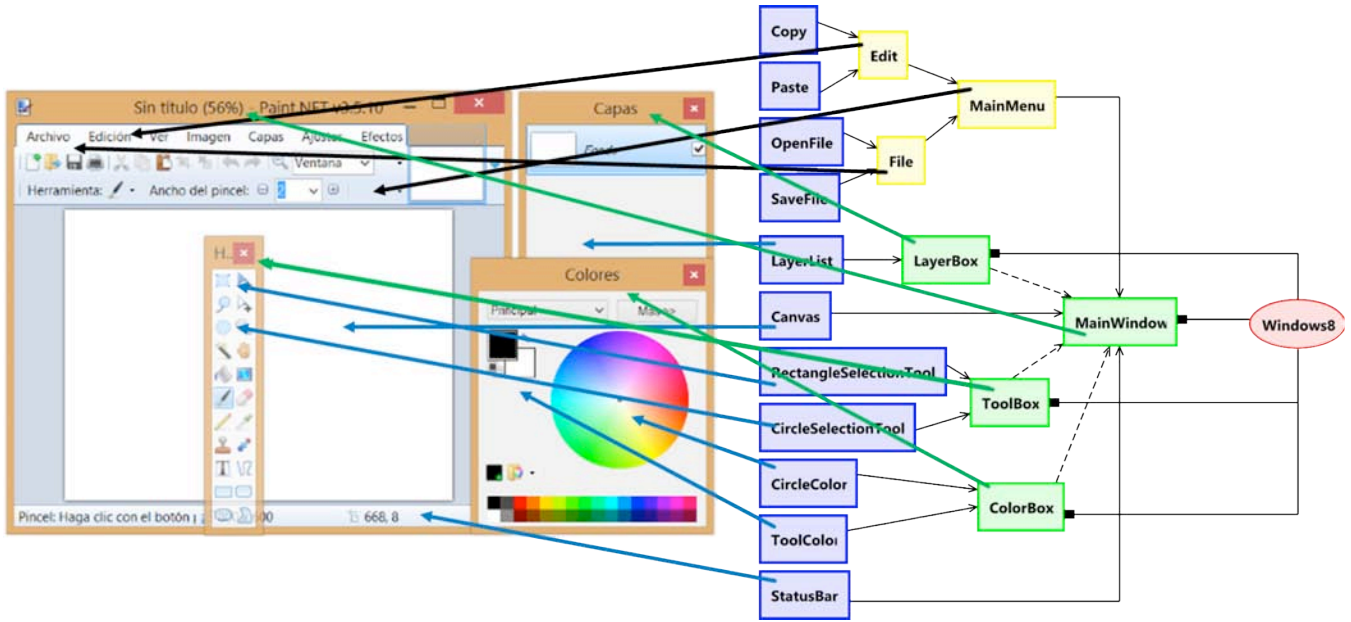 Sin título (56%) - Paint.NET v3.5.10
Archivo Edición Ver Imagen Capas Ajustes Efectos
Ventana
Herramienta: Ancho del pincel: 2
H...
Pincel: Haga clic con el botón
668, 8
Capas
Fondo
Colores
Principal
Más >>
Copy
Paste
OpenFile
SaveFile
LayerList
Canvas
RectangleSelectionTool
CircleSelectionTool
CircleColor
ToolColor
StatusBar
Edit
File
MainMenu
LayerBox
MainWindow
ToolBox
ColorBox
Windows8